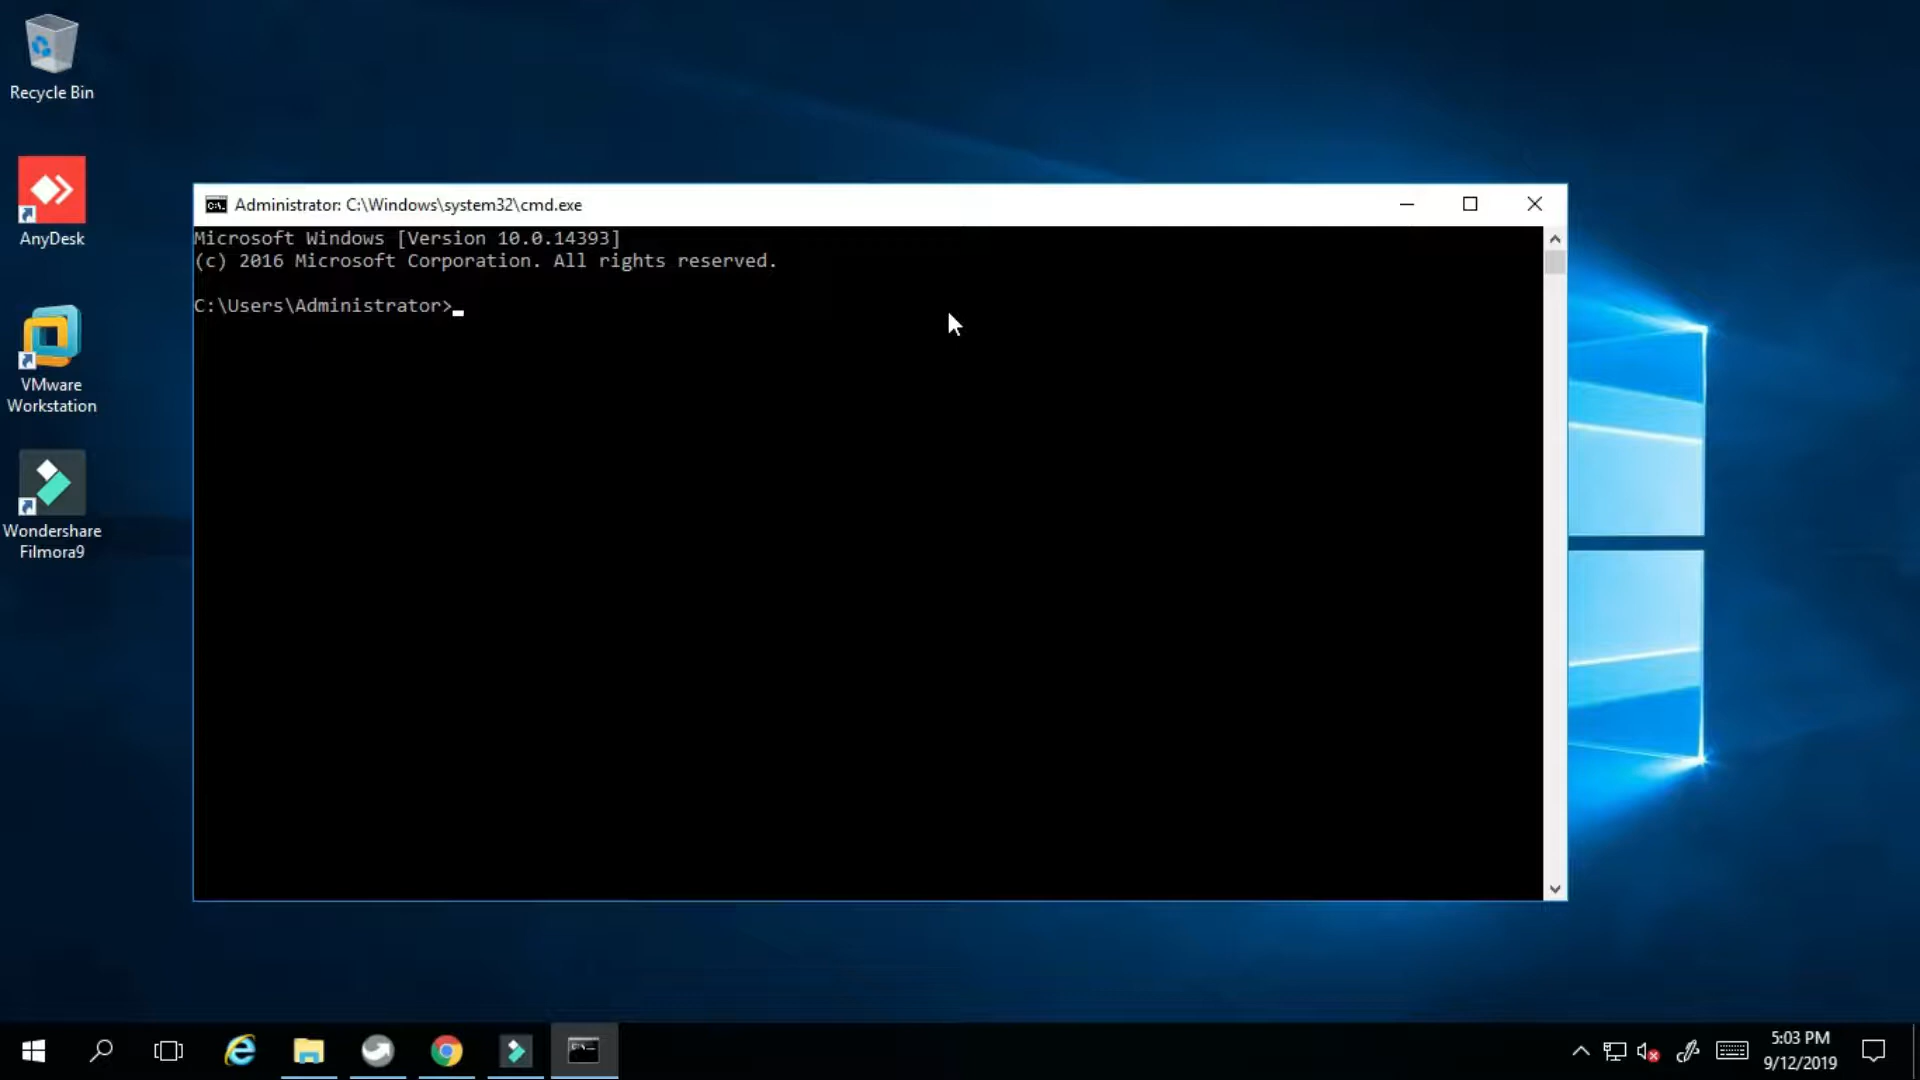 Recycle Bin
AnyDesk
VMware
Workstation
Wondershare
Filmora9
Administrator: C:\Windows\system32\cmd.exe
Microsoft Windows [Version 10.0.14393]
(c) 2016 Microsoft Corporation. All rights reserved.
C:\Users\Administrator>
5:03 PM
9/12/2019